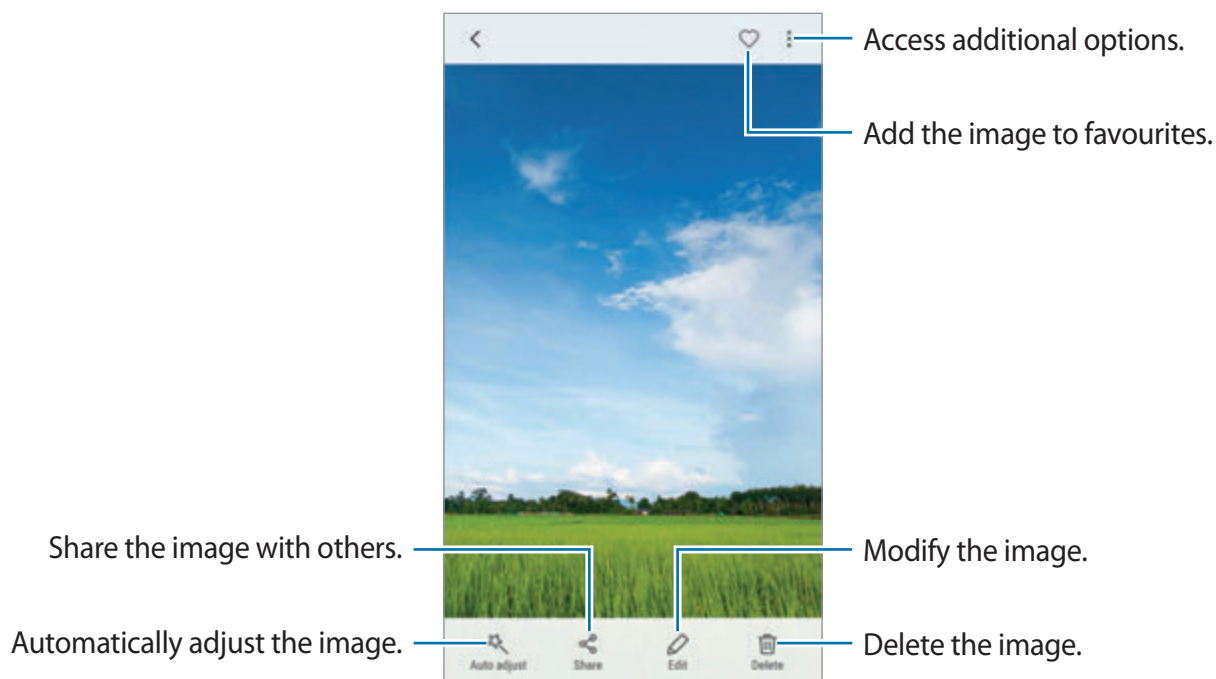 Access additional options.
Add the image to favourites.
Share the image with others.
Modify the image.
Automatically adjust the image.
Delete the image.
Auto adjust
Share
Edit
Delete